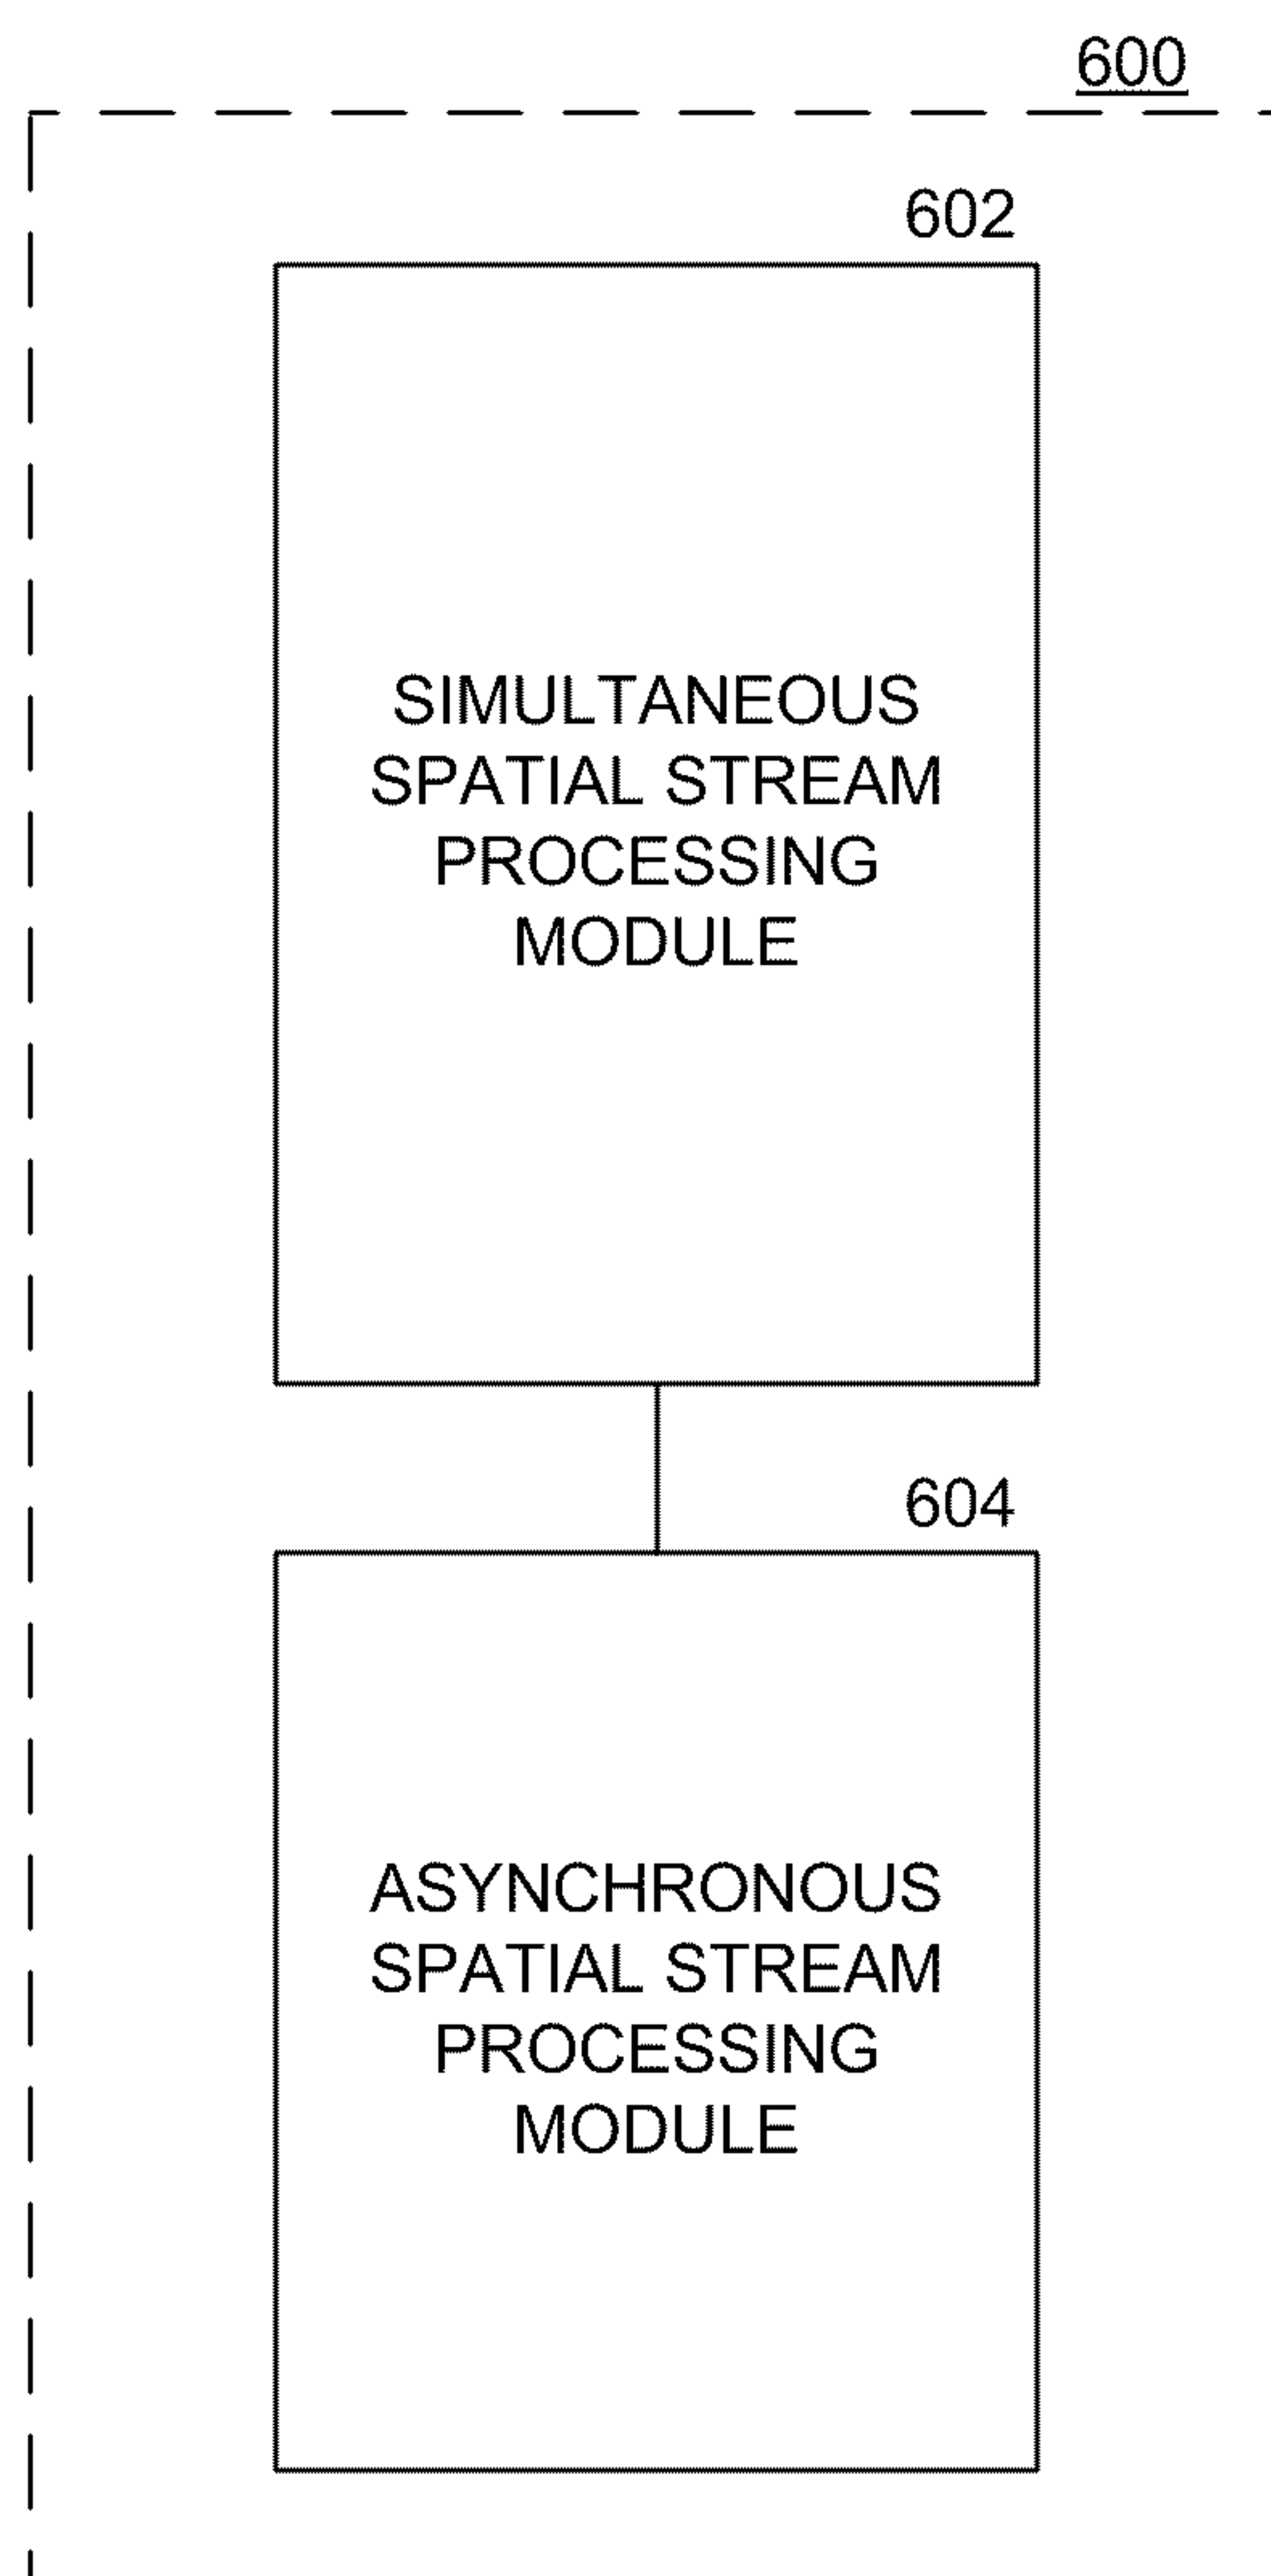 600
602
SIMULTANEOUS
SPATIAL STREAM
PROCESSING
MODULE
604
ASYNCHRONOUS
SPATIAL STREAM
PROCESSING
MODULE